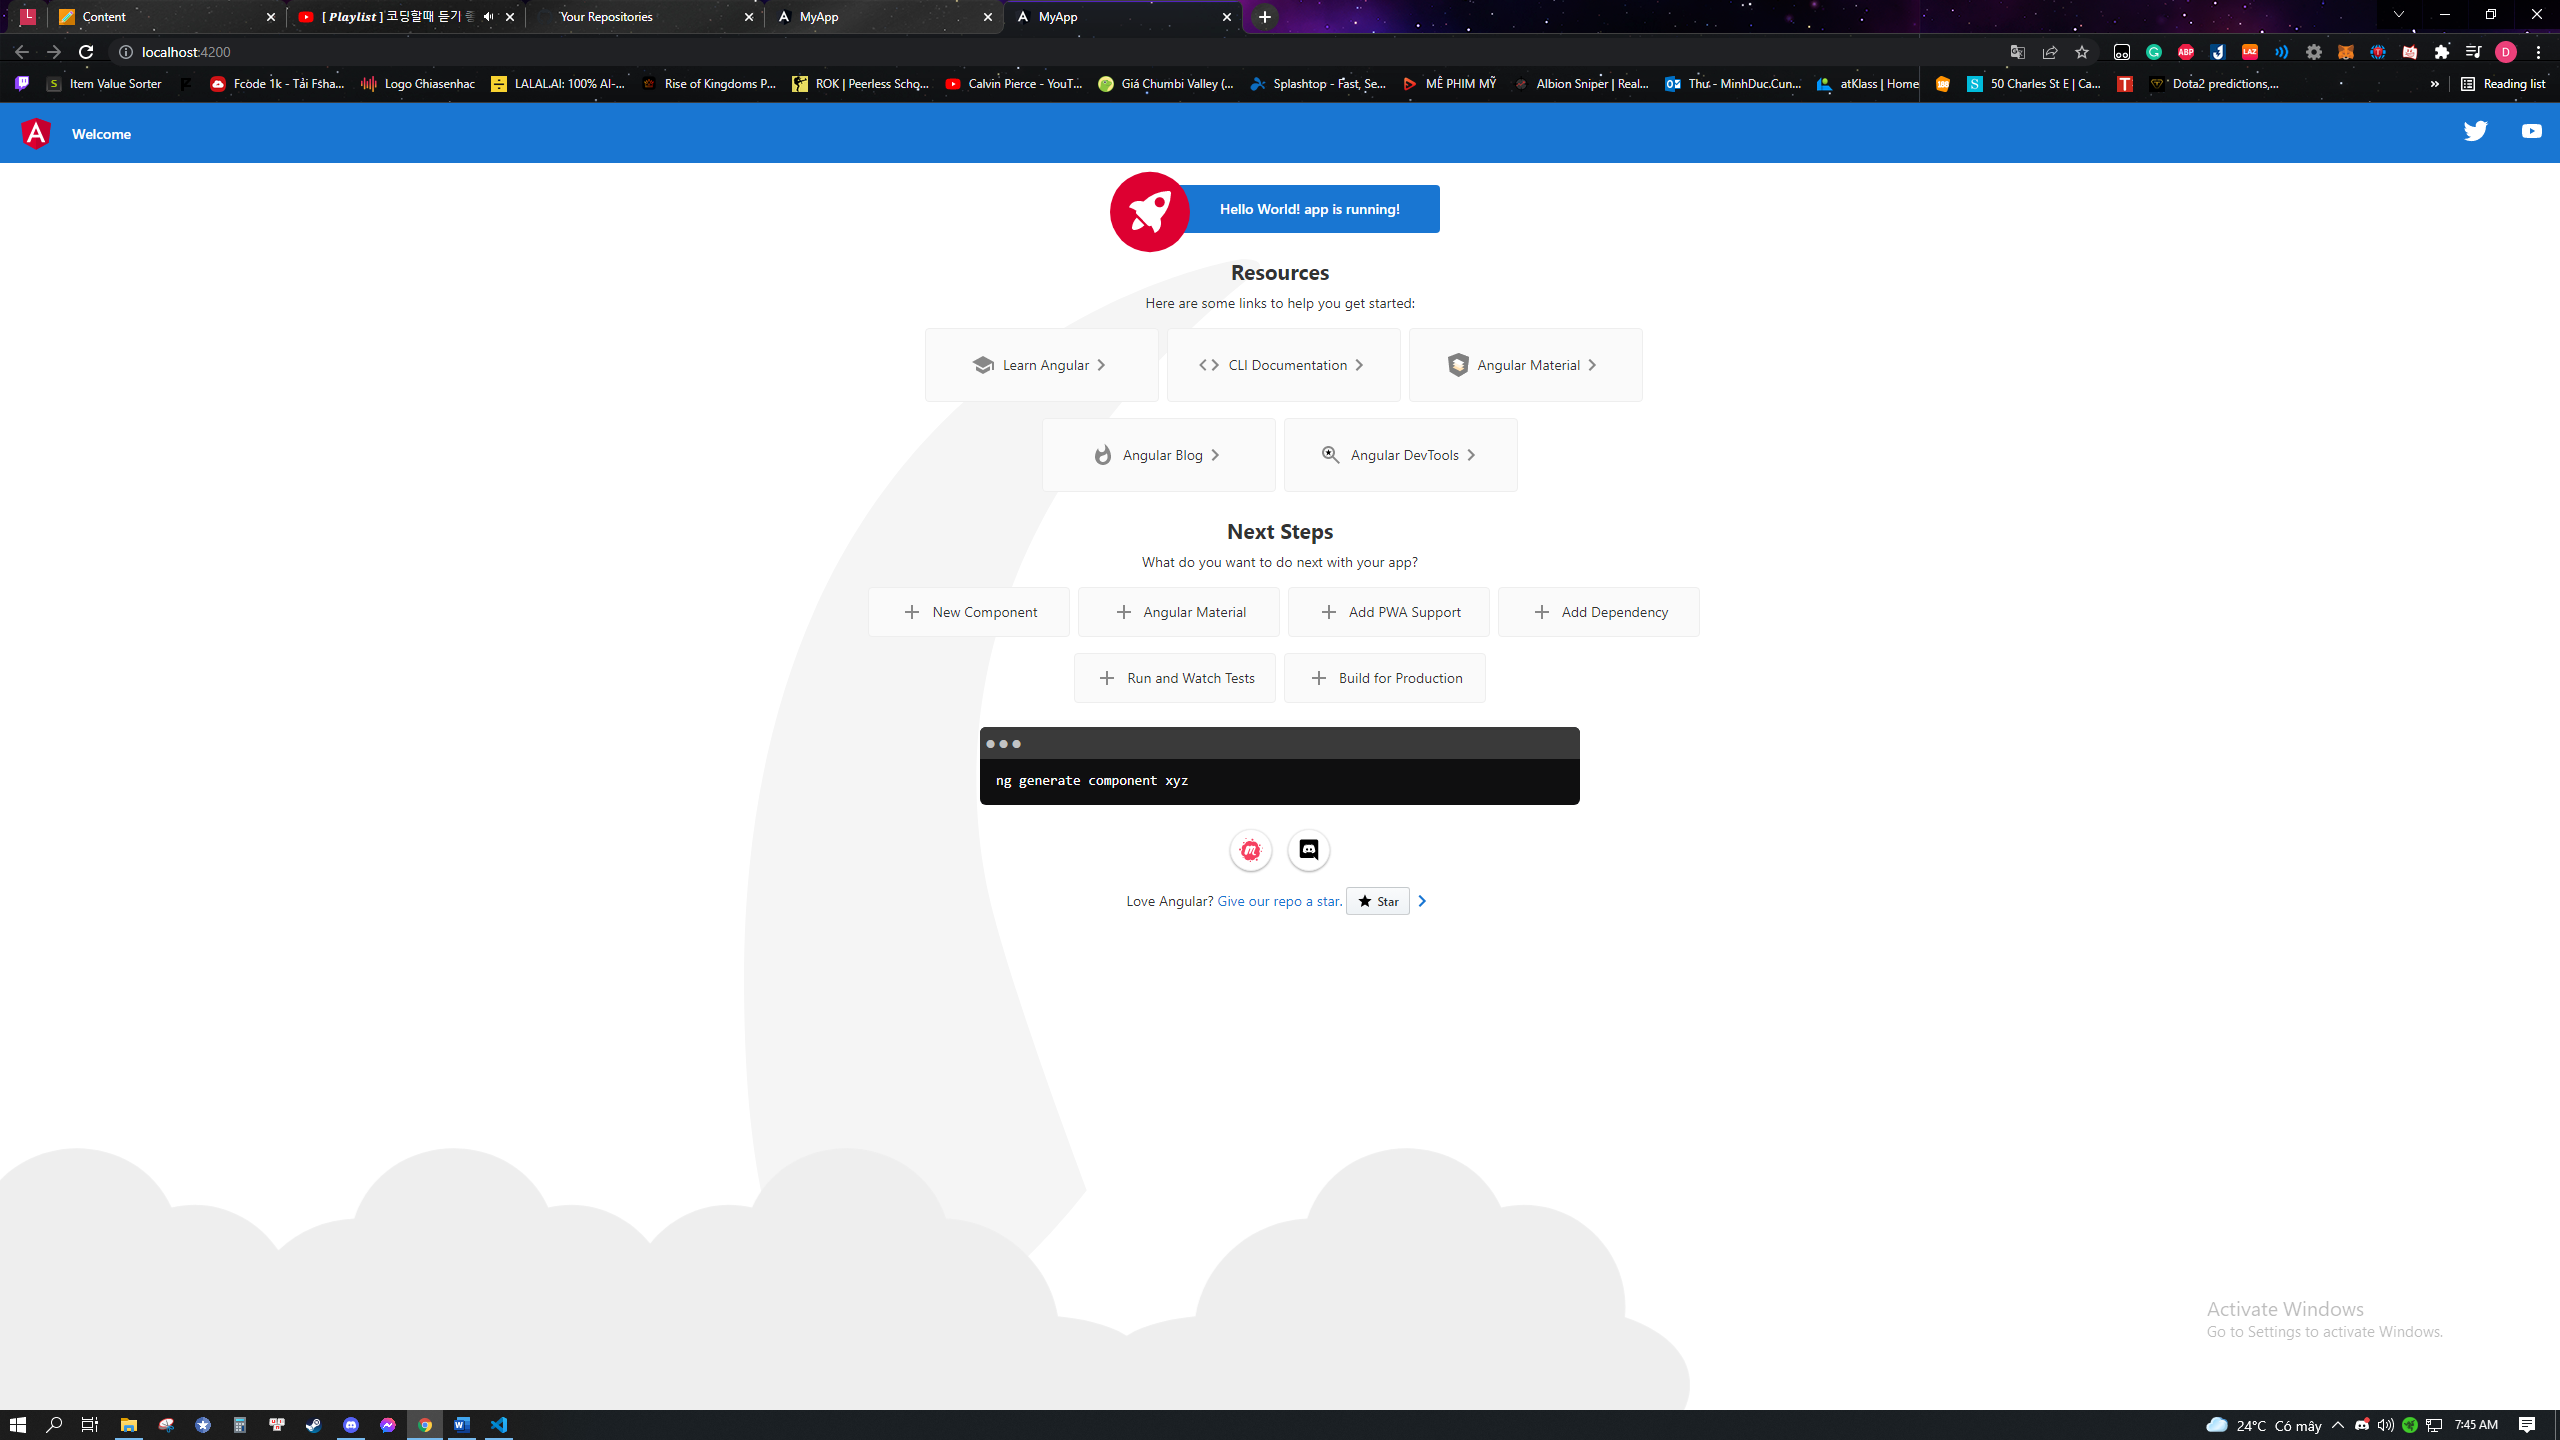 Content
[ Playlist ] 코딩할때 듣기
Your Repositories
MyApp
MyApp
localhost:4200
Item Value Sorter
Fcode 1k - Tải Fsha...
Logo Ghiasenhac
LALAL.AI: 100% AI-...
Rise of Kingdoms P...
ROK | Peerless Scho...
Calvin Pierce - YouT...
Giá Chumbi Valley (...
Splashtop - Fast, Se...
MÊ PHIM MỸ
Albion Sniper | Real...
Thư - MinhDuc.Cun...
atKlass | Home
50 Charles St E | Ca...
Dota2 predictions,...
»
Reading list
Welcome
Hello World! app is running!
Resources
Here are some links to help you get started:
Learn Angular
CLI Documentation
Angular Material
Angular Blog
Angular DevTools
Next Steps
What do you want to do next with your app?
New Component
Angular Material
Add PWA Support
Add Dependency
Run and Watch Tests
Build for Production
ng generate component xyz
Love Angular? Give our repo a star. Star
Activate Windows
Go to Settings to activate Windows.
24°C Có mây
7:45 AM